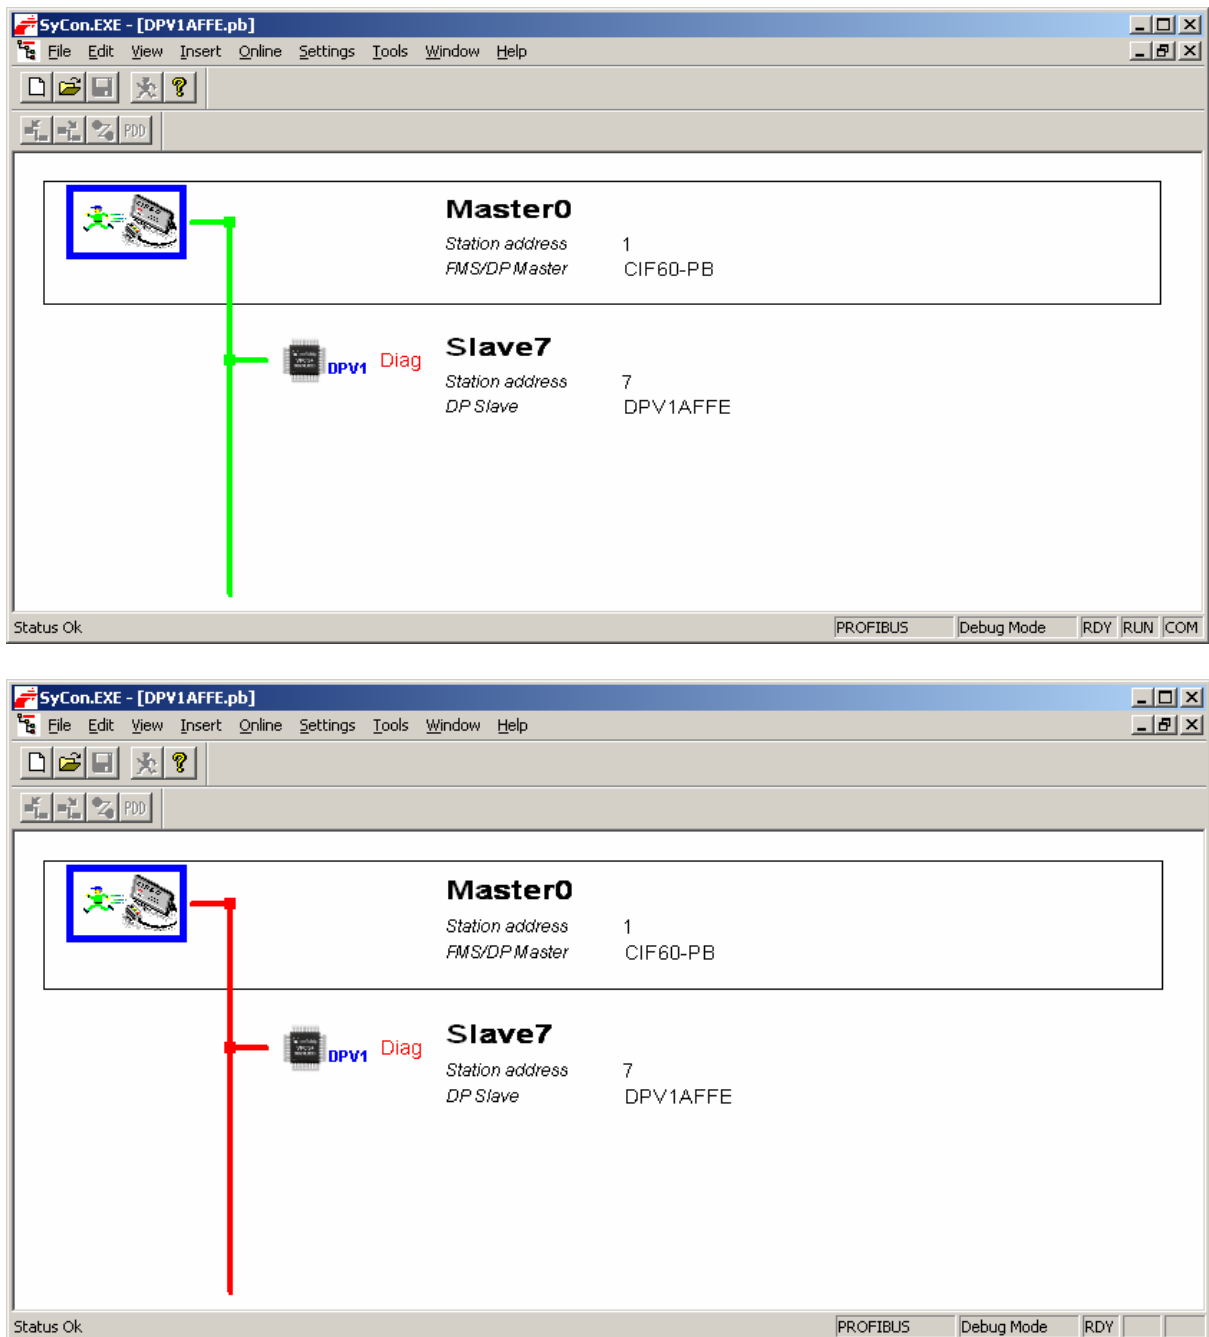 SyCon.EXE - [DPV1AFFE.pb]
File Edit View Insert Online Settings Tools Window Help
PDD
Master0
Station address 1
FMS/DP Master CIF60-PB
DPV1 Diag
Slave7
Station address 7
DP Slave DPV1AFFE
Status Ok PROFIBUS Debug Mode RDY RUN COM
SyCon.EXE - [DPV1AFFE.pb]
File Edit View Insert Online Settings Tools Window Help
PDD
Master0
Station address 1
FMS/DP Master CIF60-PB
DPV1 Diag
Slave7
Station address 7
DP Slave DPV1AFFE
Status Ok PROFIBUS Debug Mode RDY